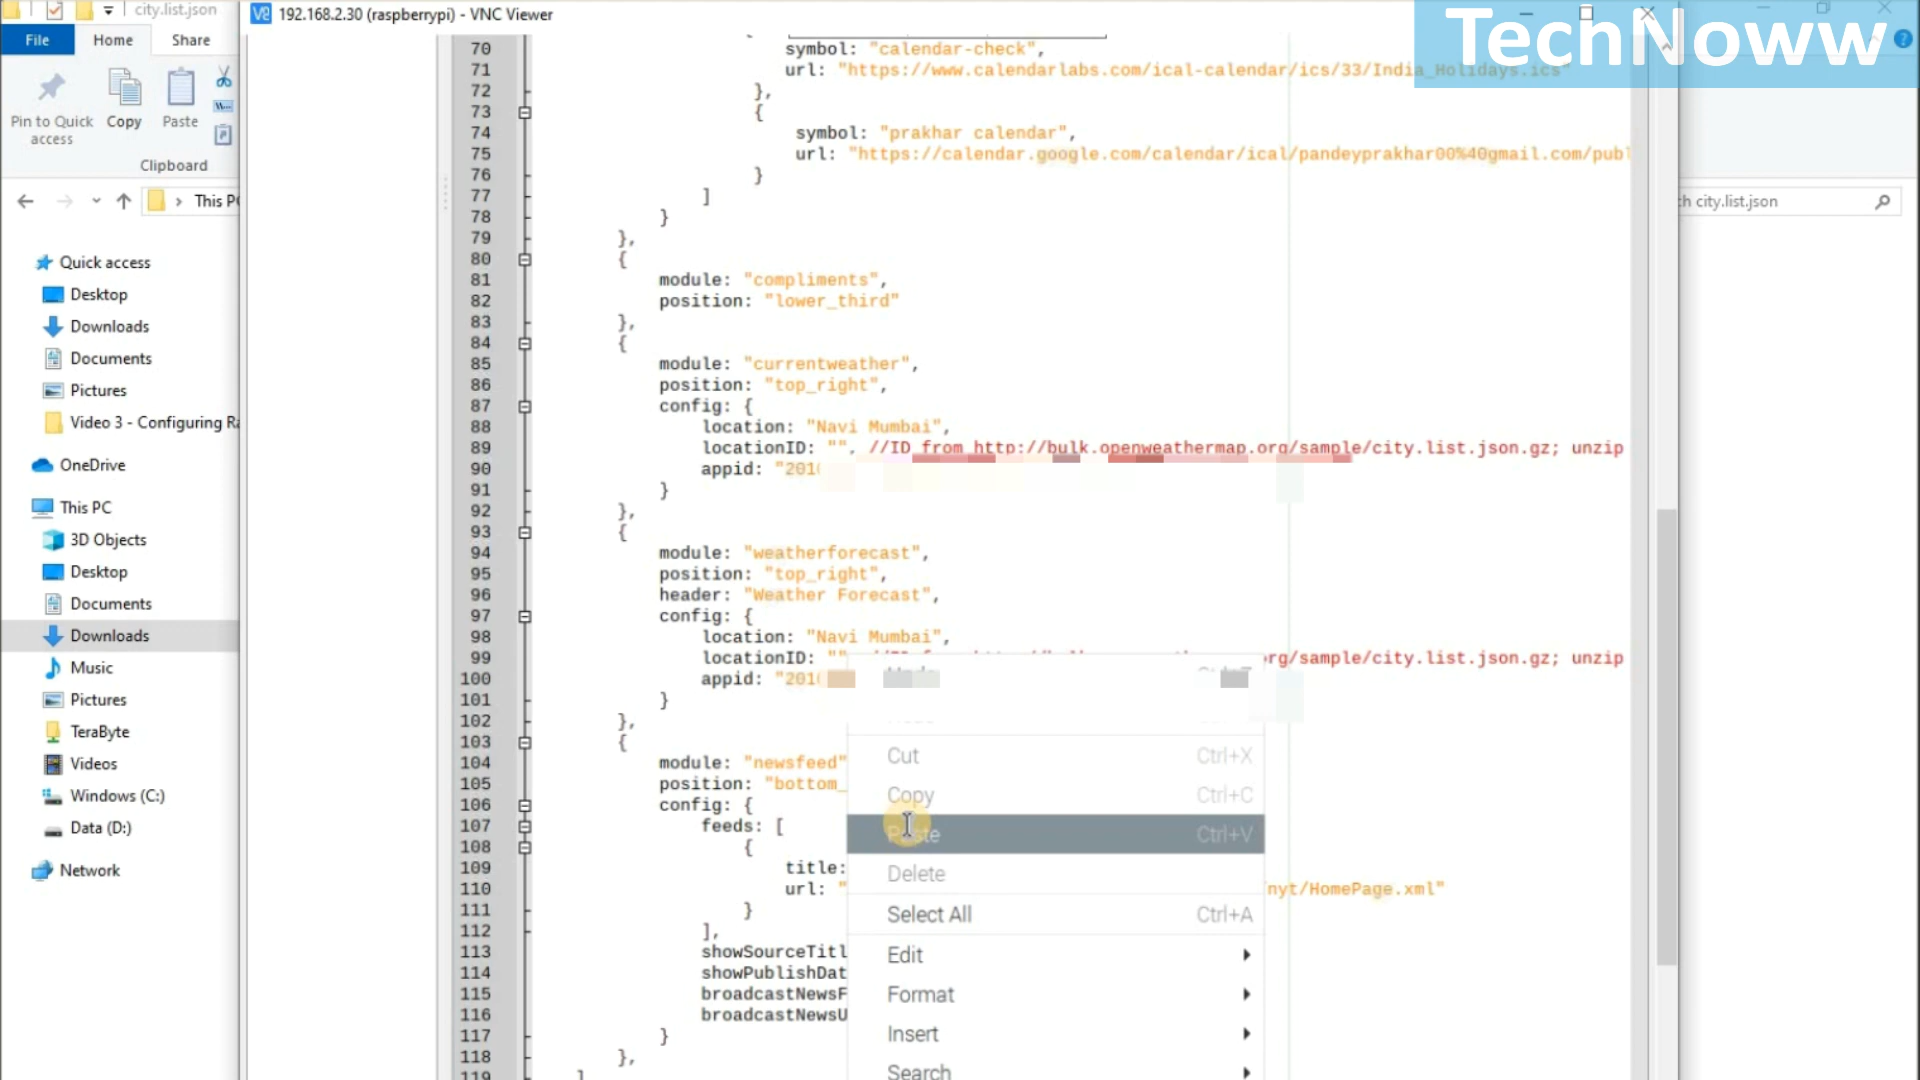 city.list.json
192.168.2.30 (raspberrypi) - VNC Viewer
TechNoww
File
Home
Share
Pin to Quick access
Copy
Paste
Clipboard
This PC
city.list.json
Quick access
Desktop
Downloads
Documents
Pictures
Video 3 - Configuring Ra
OneDrive
This PC
3D Objects
Desktop
Documents
Downloads
Music
Pictures
TeraByte
Videos
Windows (C:)
Data (D:)
Network
70 symbol: "calendar-check",
71 url: "https://www.calendarlabs.com/ical-calendar/ics/33/India_Holidays.ics"
72 },
73 {
74 symbol: "prakhar calendar",
75 url: "https://calendar.google.com/calendar/ical/pandeyprakhar00%40gmail.com/publ
76 }
77 ]
78 }
79 },
80 {
81 module: "compliments",
82 position: "lower_third"
83 },
84 {
85 module: "currentweather",
86 position: "top_right",
87 config: {
88 location: "Navi Mumbai",
89 locationID: "", //ID from http://bulk.openweathermap.org/sample/city.list.json.gz; unzip
90 appid: "201
91 }
92 },
93 {
94 module: "weatherforecast",
95 position: "top_right",
96 header: "Weather Forecast",
97 config: {
98 location: "Navi Mumbai",
99 locationID: "" org/sample/city.list.json.gz; unzip
100 appid: "201
101 }
102 },
103 {
104 module: "newsfeed"
105 position: "bottom_
106 config: {
107 feeds: [
108 {
109 title:
110 url: " nyt/HomePage.xml"
111 }
112 ],
113 showSourceTitl
114 showPublishDat
115 broadcastNewsF
116 broadcastNewsU
117 }
118 },
119 ]
Cut Ctrl+X
Copy Ctrl+C
Paste Ctrl+V
Delete
Select All Ctrl+A
Edit
Format
Insert
Search